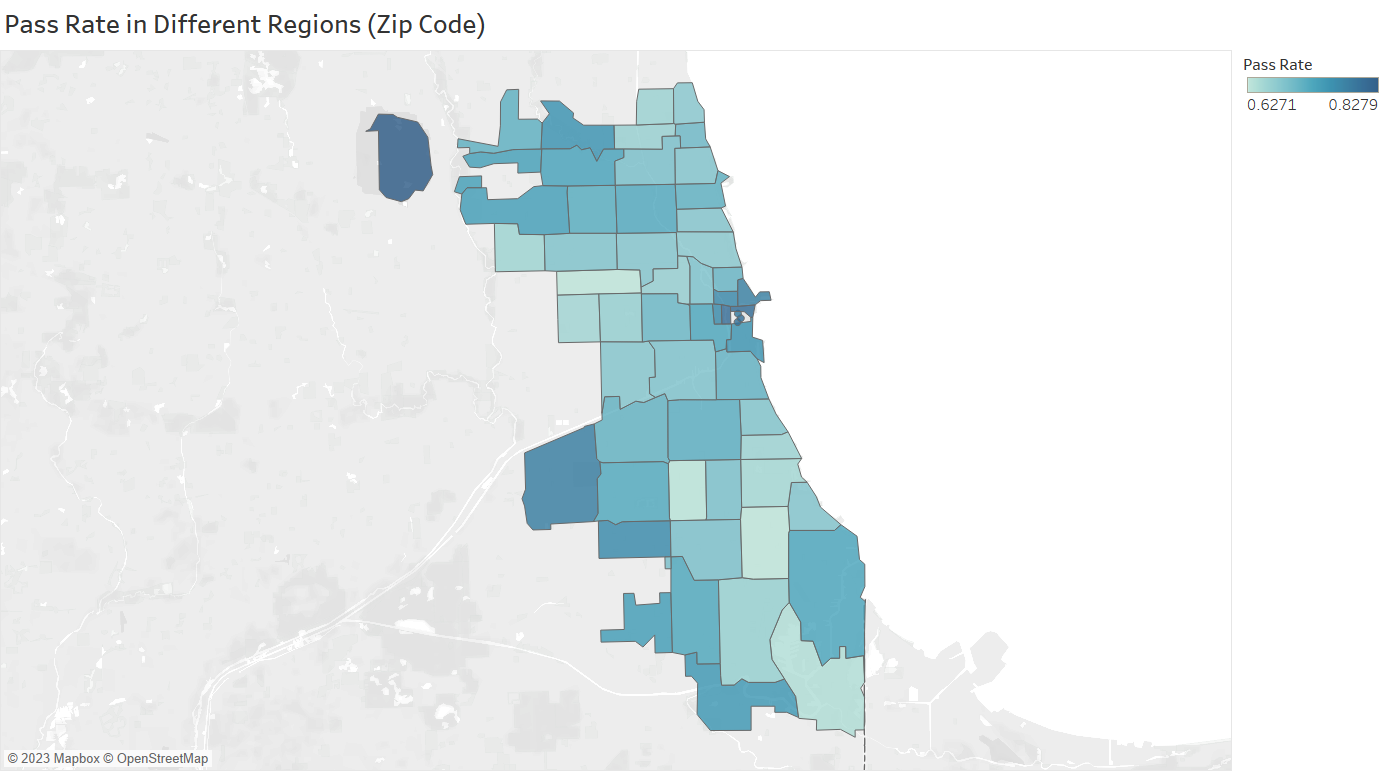 Pass Rate in Different Regions (Zip Code)
Pass Rate
0.6271 0.8279
© 2023 Mapbox © OpenStreetMap